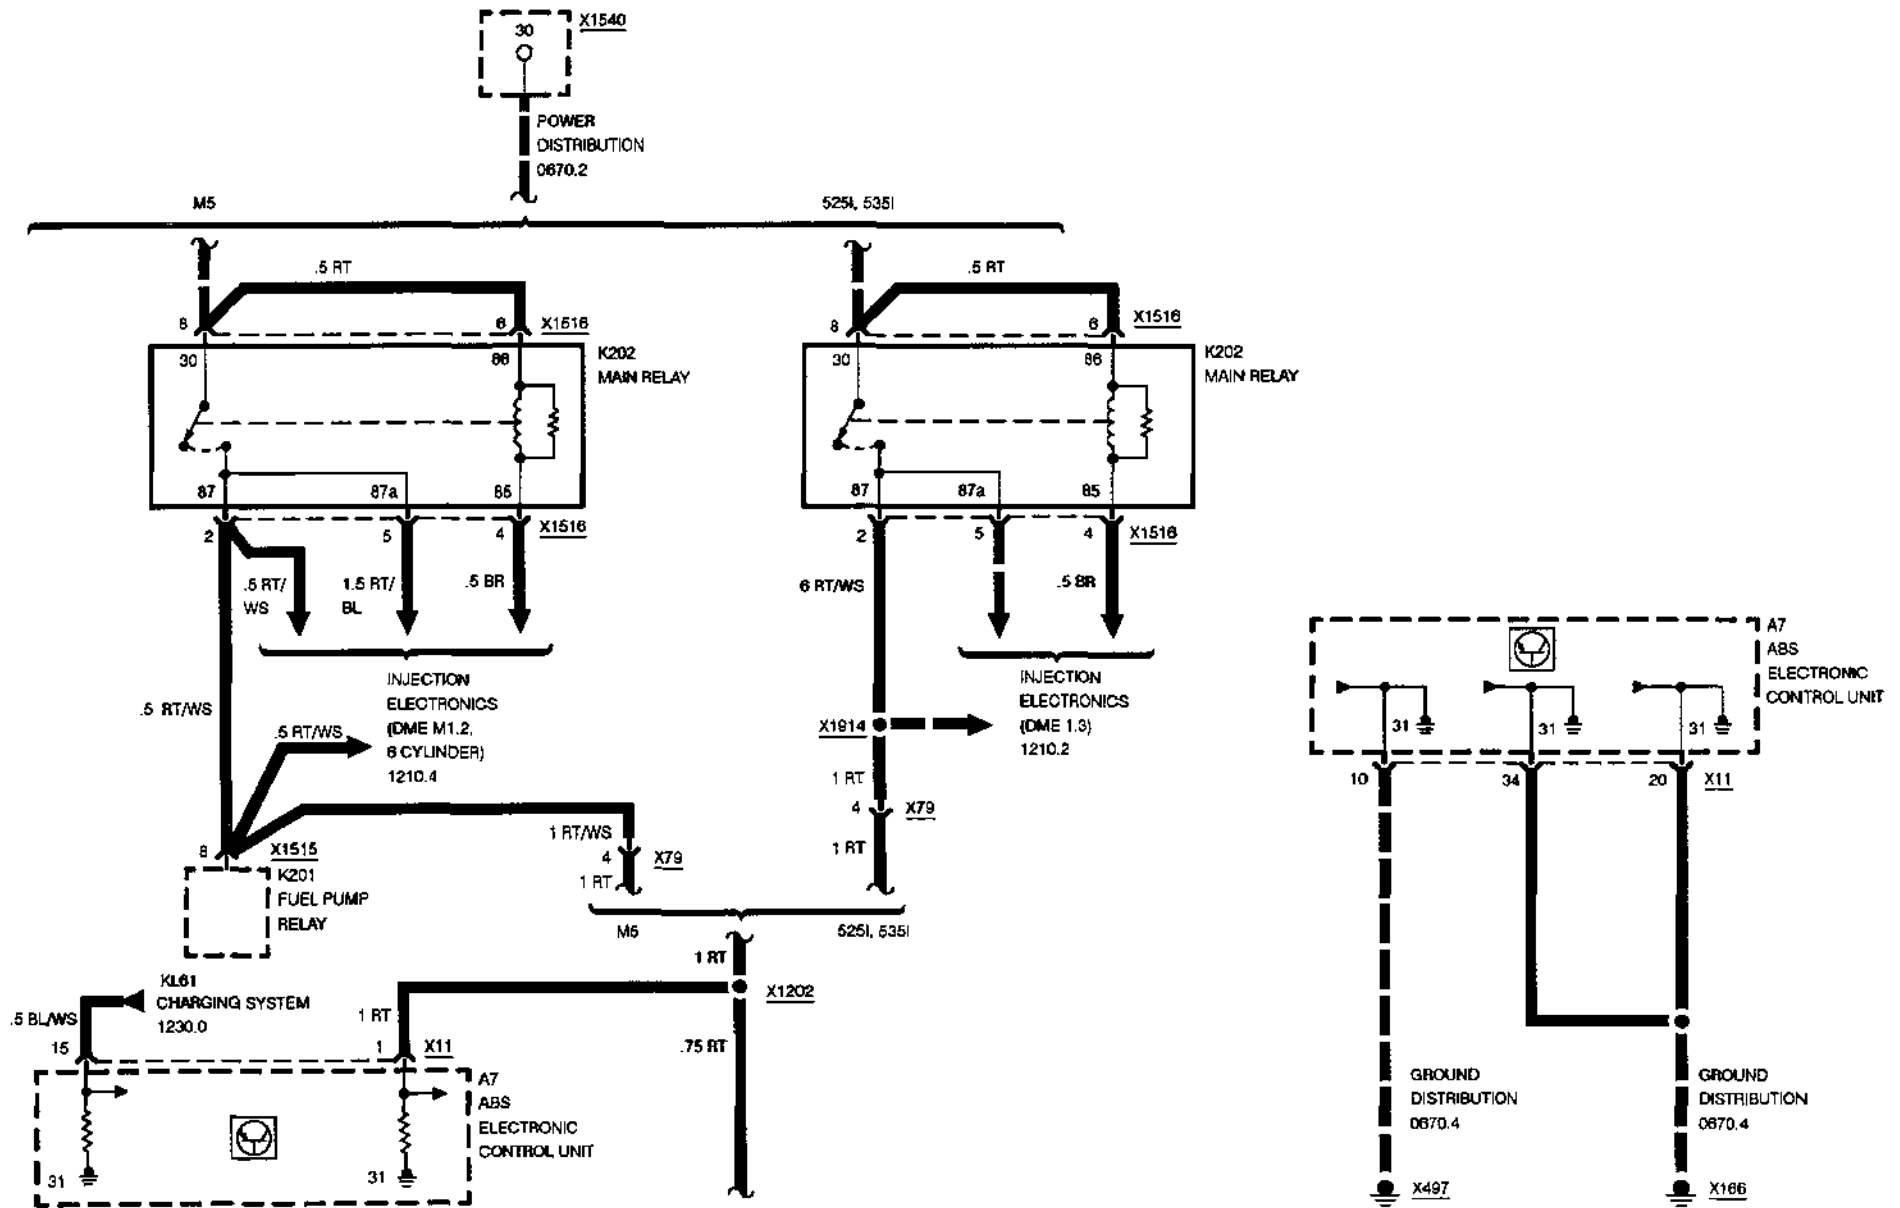 X1540
30
POWER
DISTRIBUTION
0670.2
M5
525I, 535I
.5 RT
.5 RT
8
6
X1516
8
6
X1516
30
86
K202
MAIN RELAY
30
86
K202
MAIN RELAY
87
87a
85
87
87a
85
2
5
4
X1516
2
5
4
X1516
.5 RT/
WS
1.5 RT/
BL
.5 BR
6 RT/WS
.5 BR
INJECTION
ELECTRONICS
(DME M1.2,
6 CYLINDER)
1210.4
INJECTION
ELECTRONICS
(DME 1.3)
1210.2
.5 RT/WS
.5 RT/WS
X1914
1 RT
4
X79
1 RT
1 RT/WS
4
X79
1 RT
8
X1515
K201
FUEL PUMP
RELAY
M5
525I, 535I
1 RT
X1202
.75 RT
KL61
CHARGING SYSTEM
1230.0
.5 BL/WS
1 RT
15
1
X11
A7
ABS
ELECTRONIC
CONTROL UNIT
31
31
A7
ABS
ELECTRONIC
CONTROL UNIT
31
31
31
10
34
20
X11
GROUND
DISTRIBUTION
0670.4
GROUND
DISTRIBUTION
0670.4
X497
X166